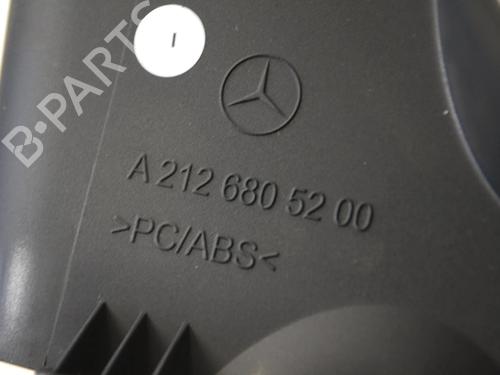 I
B-PARTS
A 212 680 52 00
>PC/ABS<